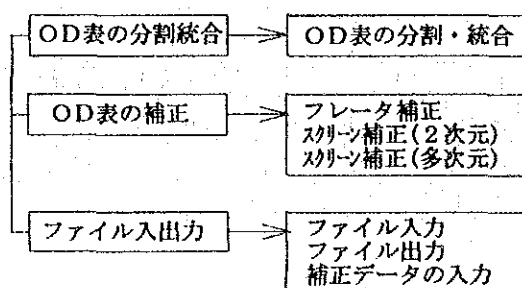 OD表の分割統合
OD表の分割・統合
OD表の補正
フレータ補正
スクリーン補正(2次元)
スクリーン補正(多次元)
ファイル入出力
ファイル入力
ファイル出力
補正データの入力